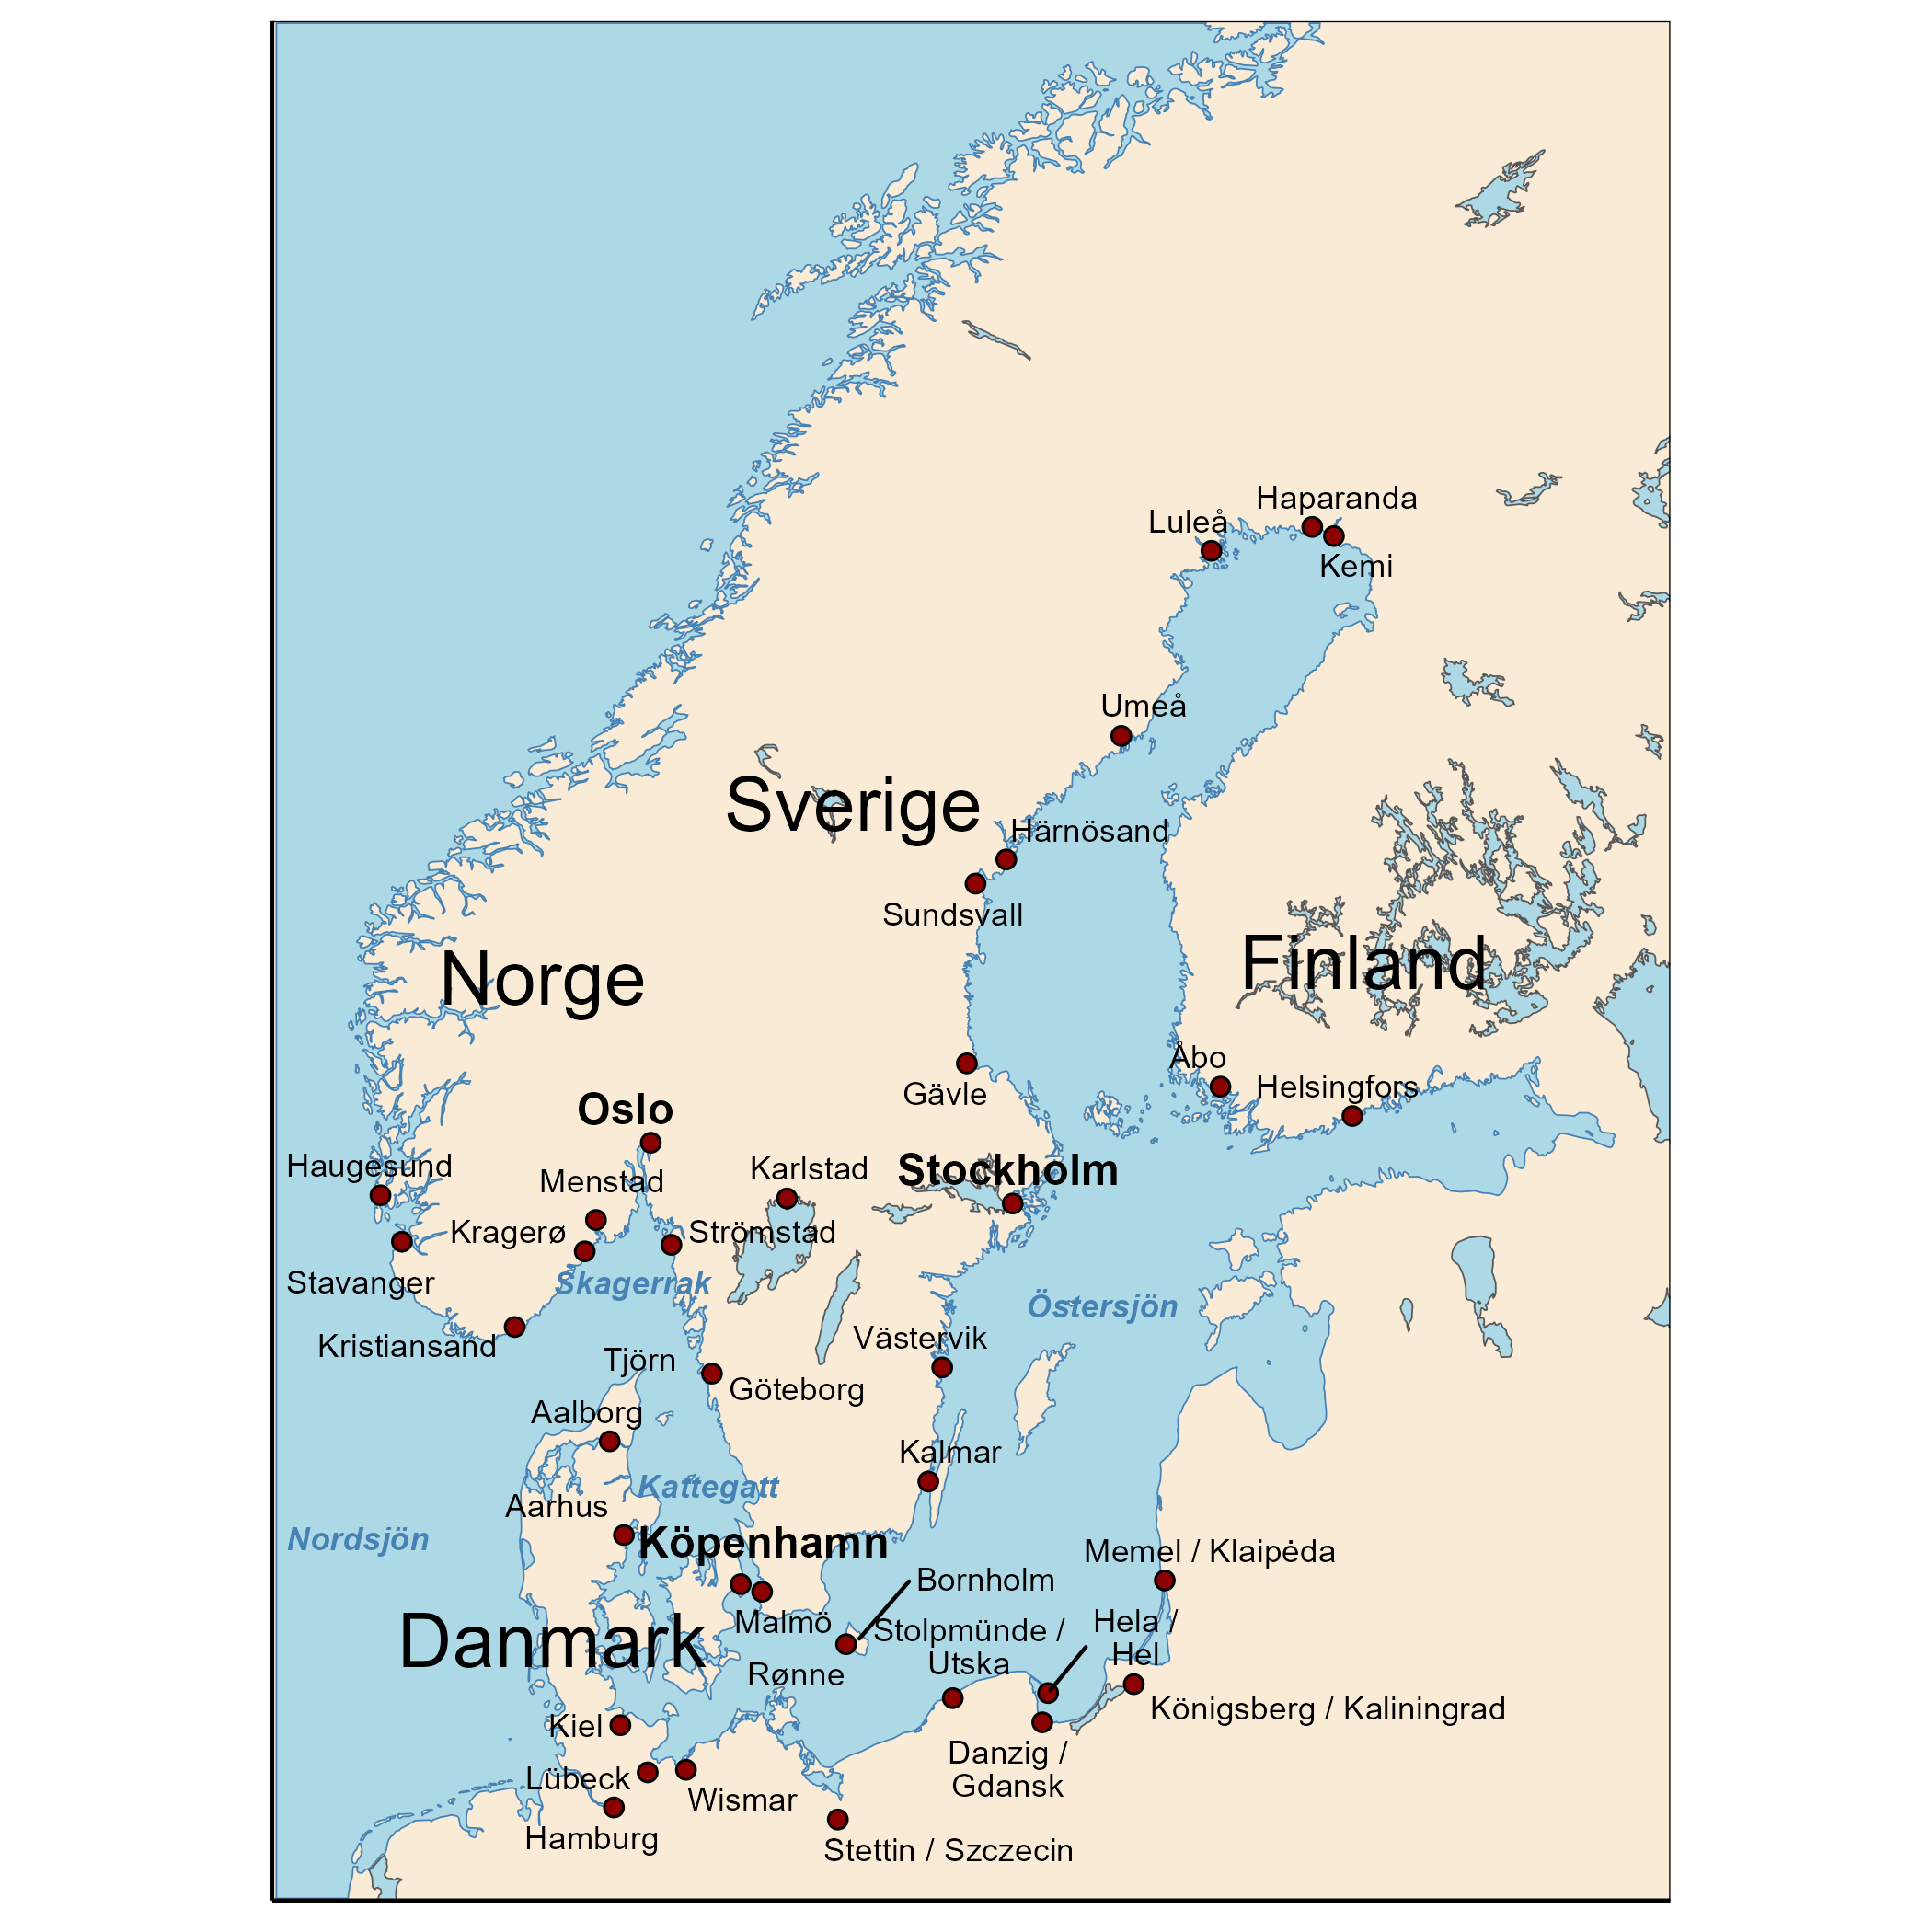 Haparanda
Luleå
Kemi
Umeå
Sverige
Härnösand
Sundsvall
Norge
Finland
Åbo
Helsingfors
Gävle
Oslo
Haugesund
Karlstad
Stockholm
Menstad
Kragerø
Strömstad
Stavanger
Skagerrak
Östersjön
Kristiansand
Västervik
Tjörn
Göteborg
Aalborg
Kalmar
Kattegatt
Aarhus
Nordsjön
Köpenhamn
Memel / Klaipėda
Bornholm
Malmö
Hela /
Hel
Stolpmünde /
Utska
Danmark
Rønne
Königsberg / Kaliningrad
Kiel
Danzig /
Gdansk
Lübeck
Wismar
Hamburg
Stettin / Szczecin